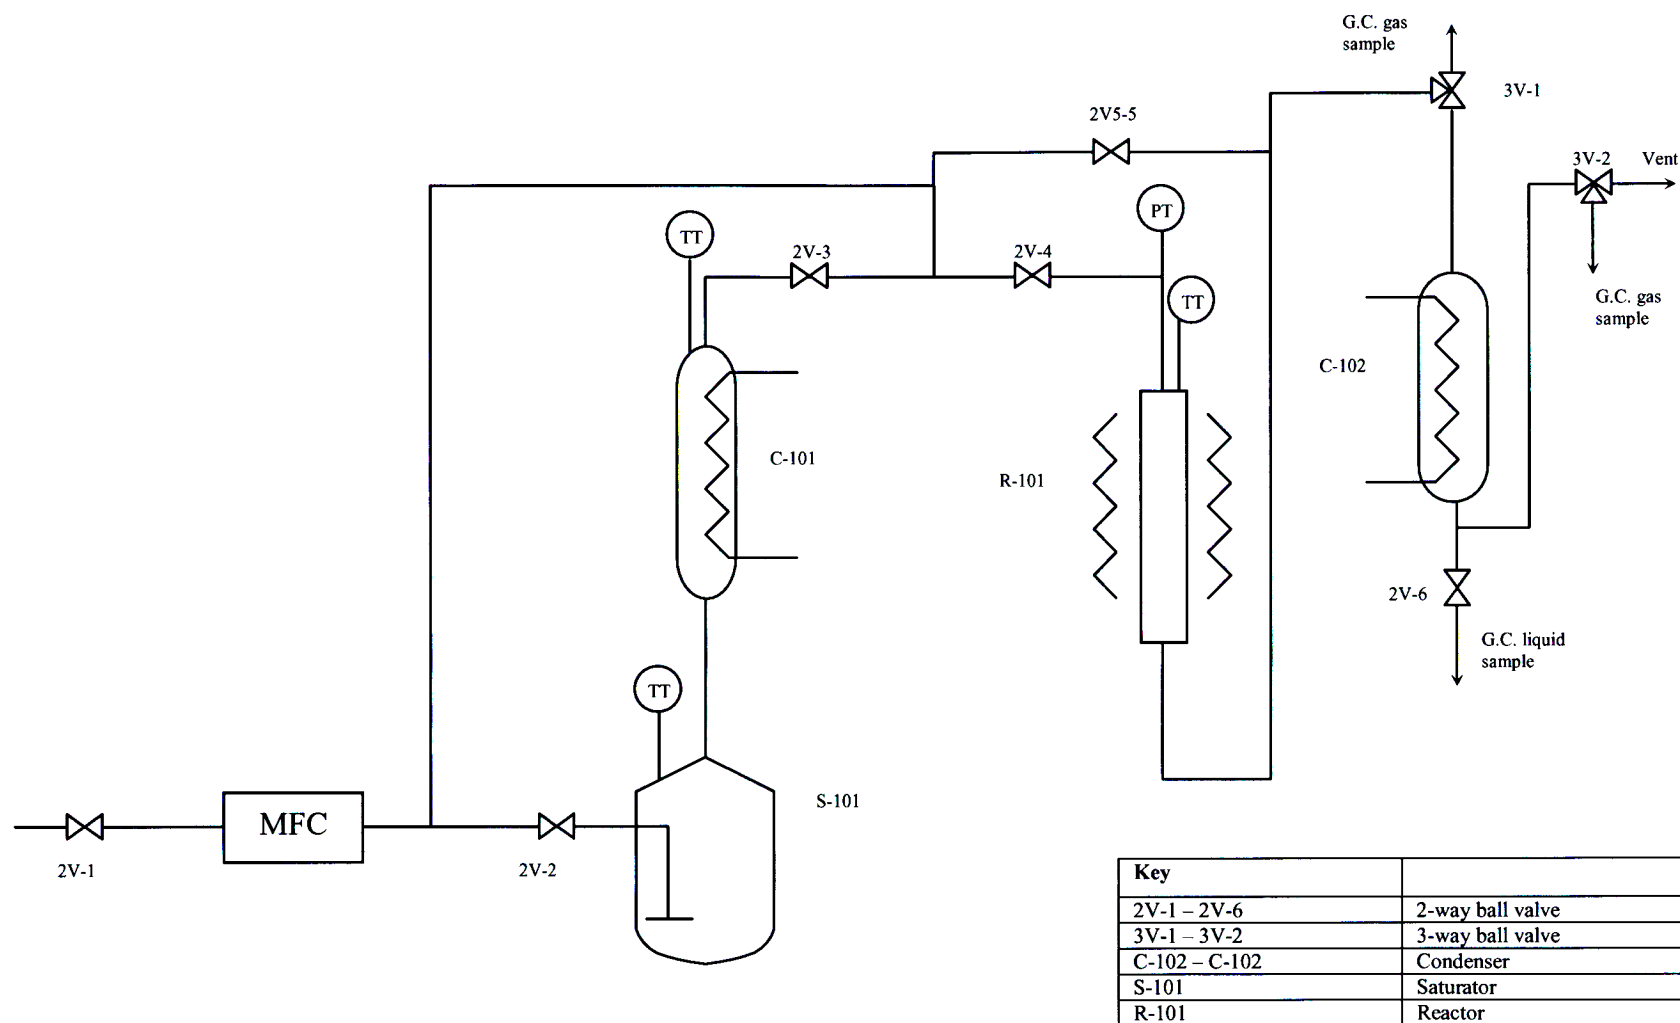 G.C. gas
sample
3V-1
2V5-5
3V-2
Vent
PT
TT
2V-3
2V-4
TT
G.C. gas
sample
C-102
C-101
R-101
2V-6
G.C. liquid
sample
TT
S-101
MFC
2V-1
2V-2
Key
2V-1 – 2V-6 2-way ball valve
3V-1 – 3V-2 3-way ball valve
C-102 – C-102 Condenser
S-101 Saturator
R-101 Reactor